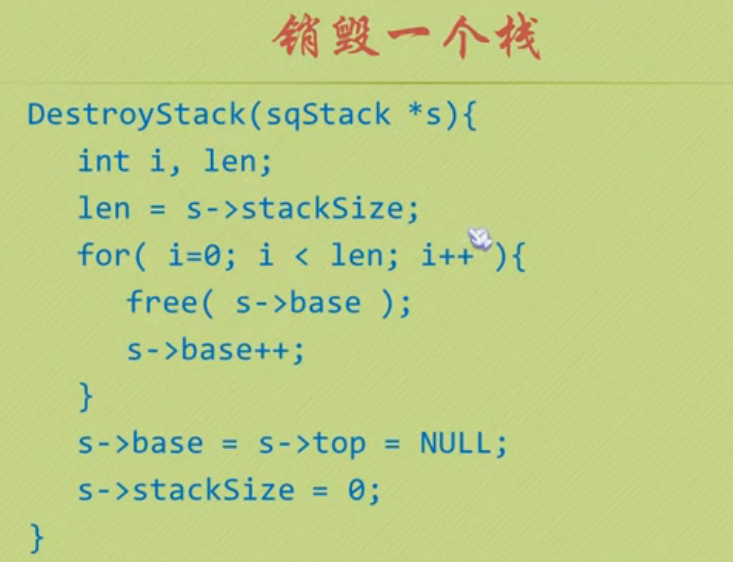 销毁一个栈
DestroyStack(sqStack *s){
int i, len;
len = s->stackSize;
for( i=0; i < len; i++ ){
free( s->base );
s->base++;
}
s->base = s->top = NULL;
s->stackSize = 0;
}